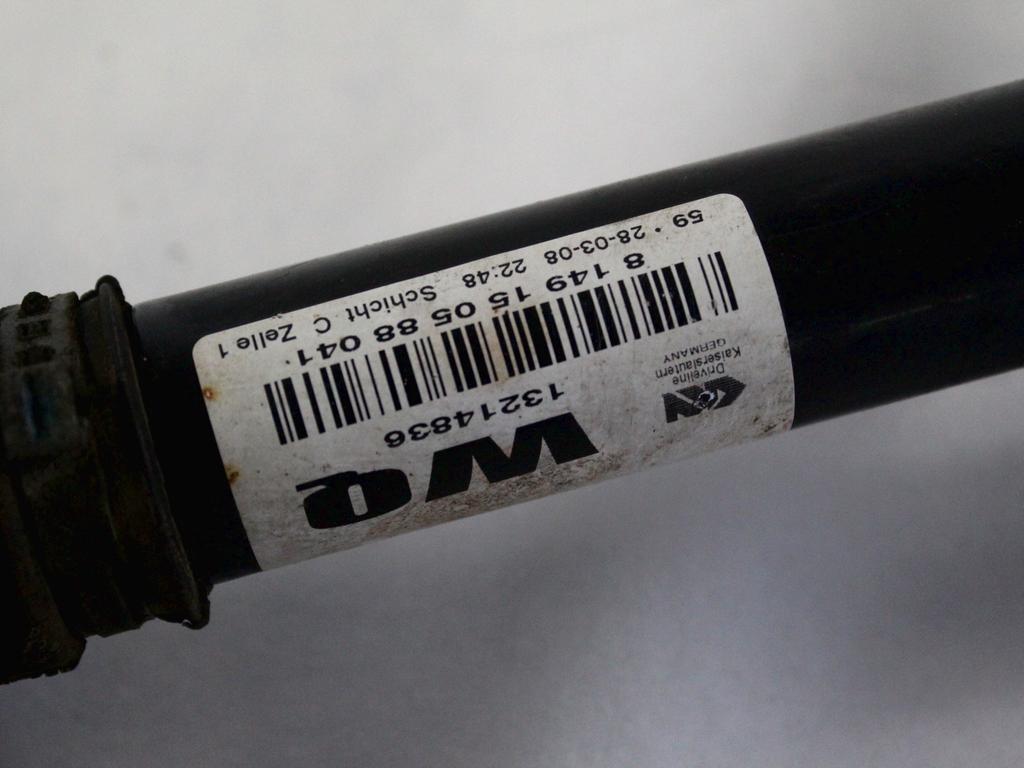 WQ
Driveline
Kaiserslautern
GERMANY
13214836
8 149 15 05 88 041
59 · 28-03-08 22:48 Schicht C Zelle 1